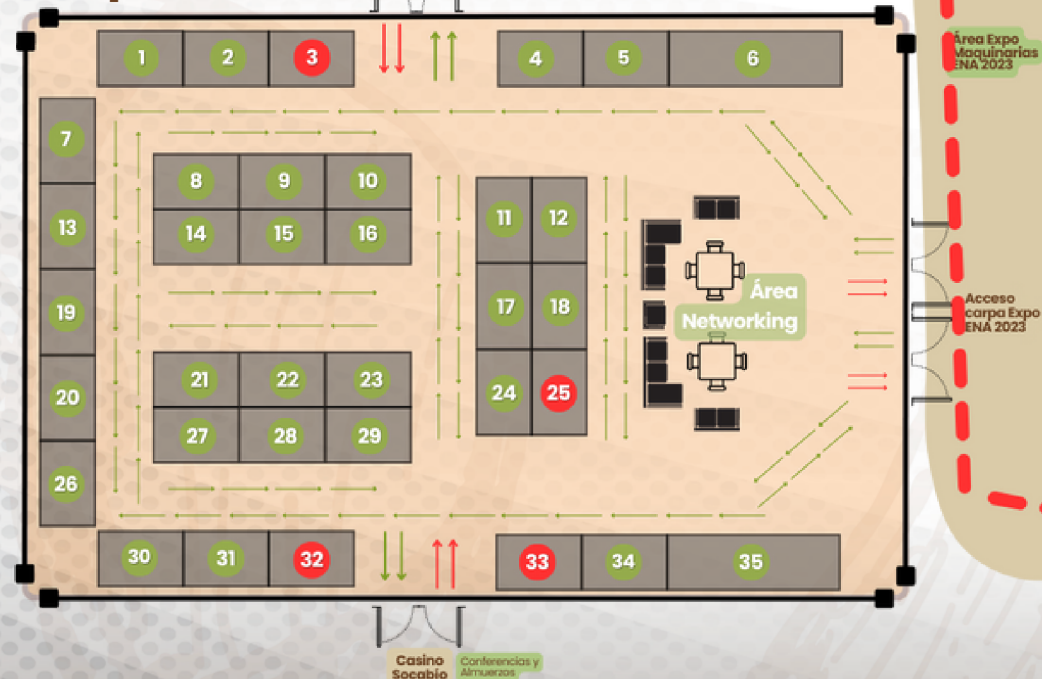 1 2 3 4 5 6
Área Expo
Maquinarias
ENA 2023
7
8 9 10
11 12
13
14 15 16
Área
Networking
17 18
19
Acceso
carpa Expo
ENA 2023
20
21 22 23
24 25
26
27 28 29
30 31 32 33 34 35
Casino
Socabio
Conferencias y
Almuerzos